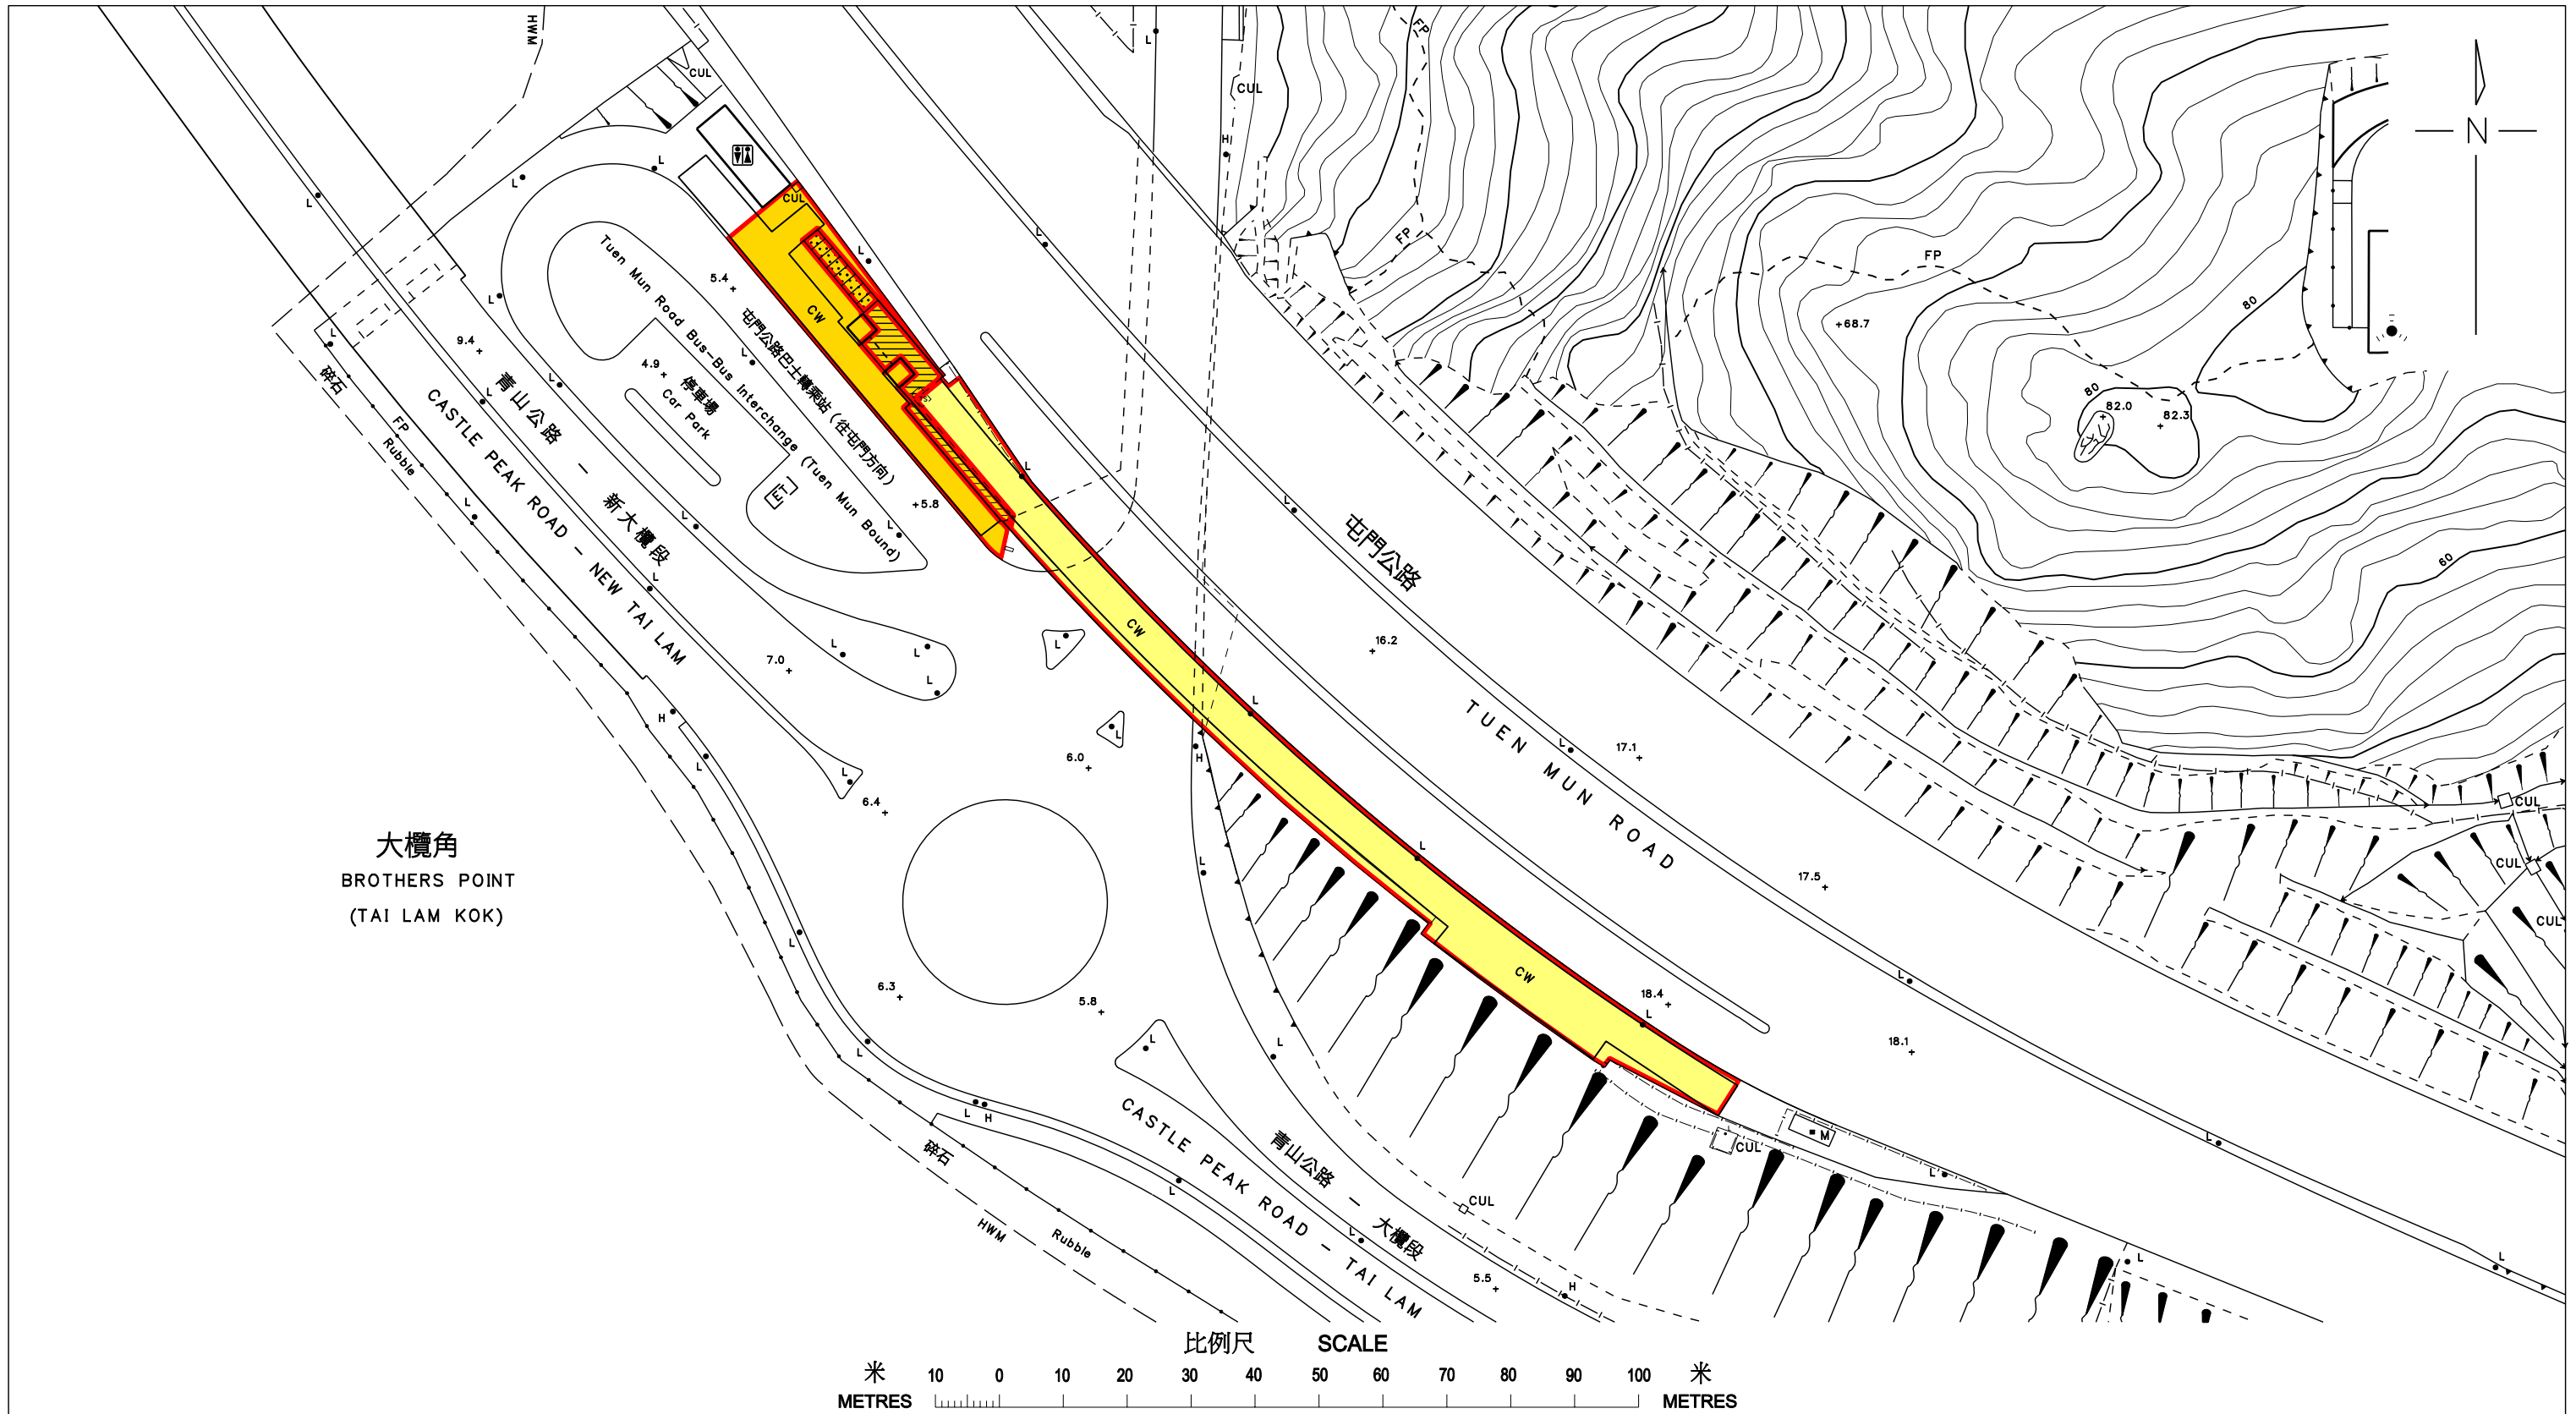 HWM
CUL
L
FP
CUL
H
L
L
L
CUL
N
L
FP
FP
L
Tuen Mun Road Bus-Bus Interchange (Tuen Mun Bound)
屯門公路巴士轉乘站 (往屯門方向)
5.4
CW
L
L
80
+68.7
9.4
4.9
停車場
Car Park
L
L
碎石
FP
Rubble
青山公路 - 新大欖段
CASTLE PEAK ROAD - NEW TAI LAM
L
L
80
82.0
82.3
ET
+5.8
L
L
L
L
L
屯門公路
TUEN MUN ROAD
60
L
CW
16.2
L
L
L
7.0
L
L
H
L
L
L
6.0
H
L
17.1
L
6.4
CUL
大欖角
BROTHERS POINT
(TAI LAM KOK)
L
L
17.5
CUL
CUL
L
CW
L
6.3
5.8
18.4
L
18.1
L
L
L
L
H
CASTLE PEAK ROAD - TAI LAM
青山公路 - 大欖段
碎石
Rubble
HWM
L
M
CUL
L
L
CUL
L
5.5
H
L
L
比例尺 SCALE
米 10 0 10 20 30 40 50 60 70 80 90 100 米
METRES METRES